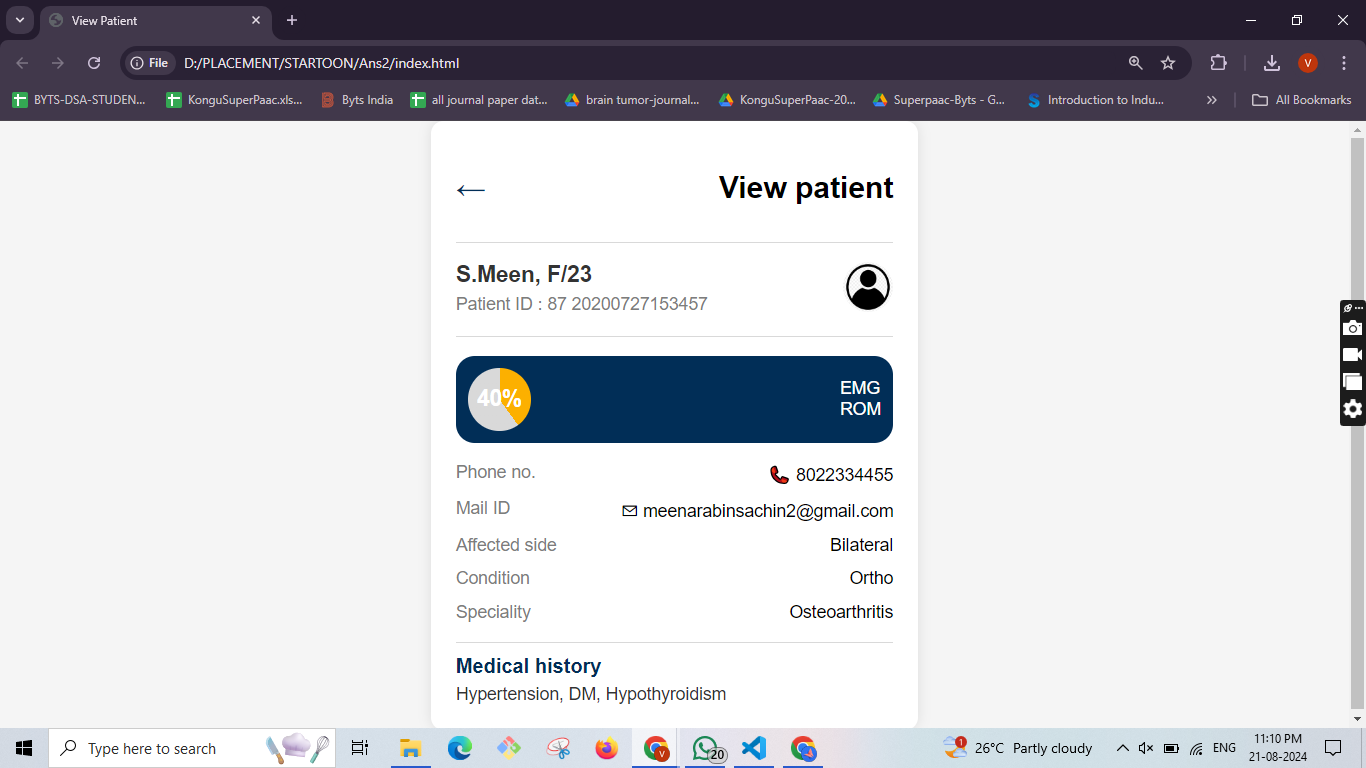 View Patient
File D:/PLACEMENT/STARTOON/Ans2/index.html V
BYTS-DSA-STUDEN... KonguSuperPaac.xls... Byts India all journal paper dat... brain tumor-journal... KonguSuperPaac-20... Superpaac-Byts - G... Introduction to Indu... » All Bookmarks
View patient
S.Meen, F/23
Patient ID : 87 20200727153457
40%
EMG
ROM
Phone no. 8022334455
Mail ID meenarabinsachin2@gmail.com
Affected side Bilateral
Condition Ortho
Speciality Osteoarthritis
Medical history
Hypertension, DM, Hypothyroidism
Type here to search V 20 1 26°C Partly cloudy ENG 11:10 PM
21-08-2024